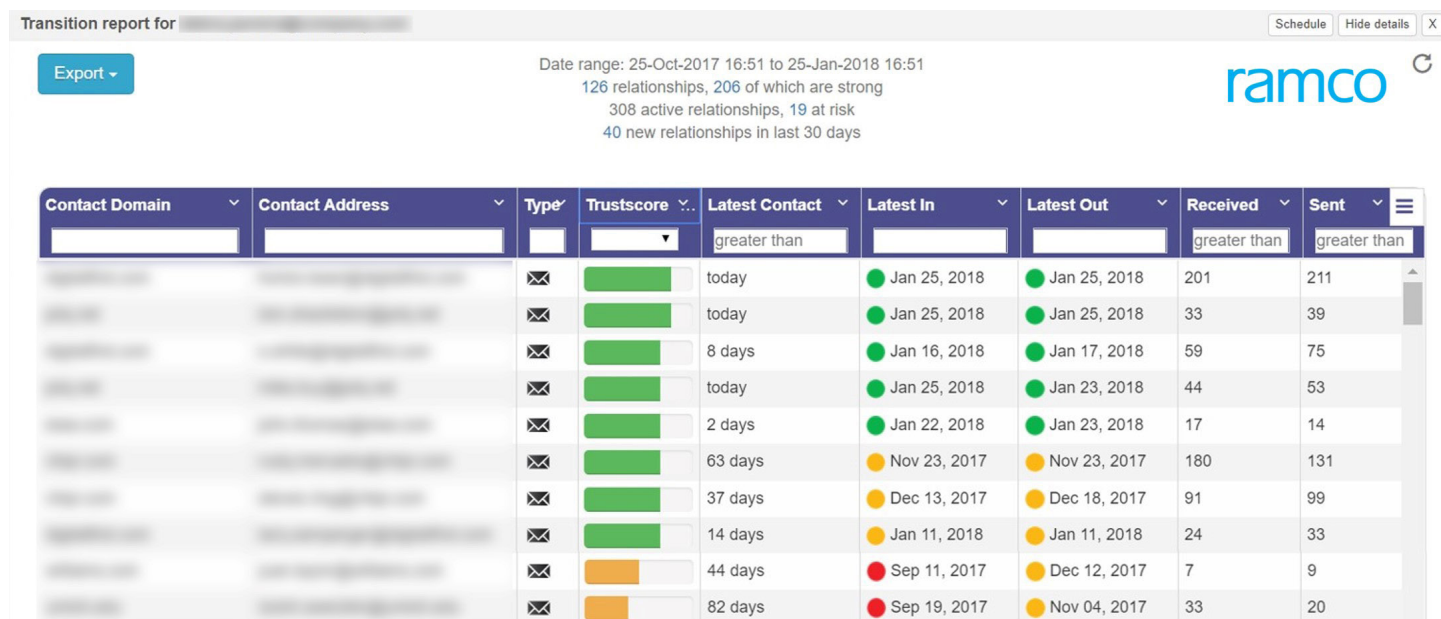 Transition report for
Schedule Hide details X
Export
Date range: 25-Oct-2017 16:51 to 25-Jan-2018 16:51
126 relationships, 206 of which are strong
308 active relationships, 19 at risk
40 new relationships in last 30 days
ramco
Contact Domain Contact Address Type Trustscore ... Latest Contact Latest In Latest Out Received Sent
greater than greater than greater than
today Jan 25, 2018 Jan 25, 2018 201 211
today Jan 25, 2018 Jan 25, 2018 33 39
8 days Jan 16, 2018 Jan 17, 2018 59 75
today Jan 25, 2018 Jan 23, 2018 44 53
2 days Jan 22, 2018 Jan 23, 2018 17 14
63 days Nov 23, 2017 Nov 23, 2017 180 131
37 days Dec 13, 2017 Dec 18, 2017 91 99
14 days Jan 11, 2018 Jan 11, 2018 24 33
44 days Sep 11, 2017 Dec 12, 2017 7 9
82 days Sep 19, 2017 Nov 04, 2017 33 20